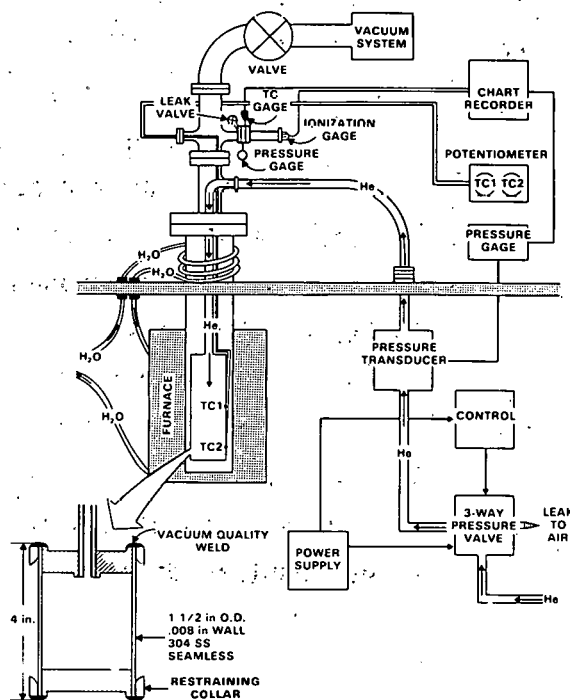 VACUUM
SYSTEM
VALVE
LEAK
VALVE
TC
GAGE
CHART
RECORDER
IONIZATION
GAGE
PRESSURE
GAGE
POTENTIOMETER
TC1 TC2
He
PRESSURE
GAGE
H2O
H2O
He
H2O
PRESSURE
TRANSDUCER
FURNACE
TC1
H2O
CONTROL
TC2
He
3-WAY
PRESSURE
VALVE
LEAK
TO
AIR
VACUUM QUALITY
WELD
POWER
SUPPLY
He
4 in.
1 1/2 in O.D.
.008 in WALL
304 SS
SEAMLESS
RESTRAINING
COLLAR